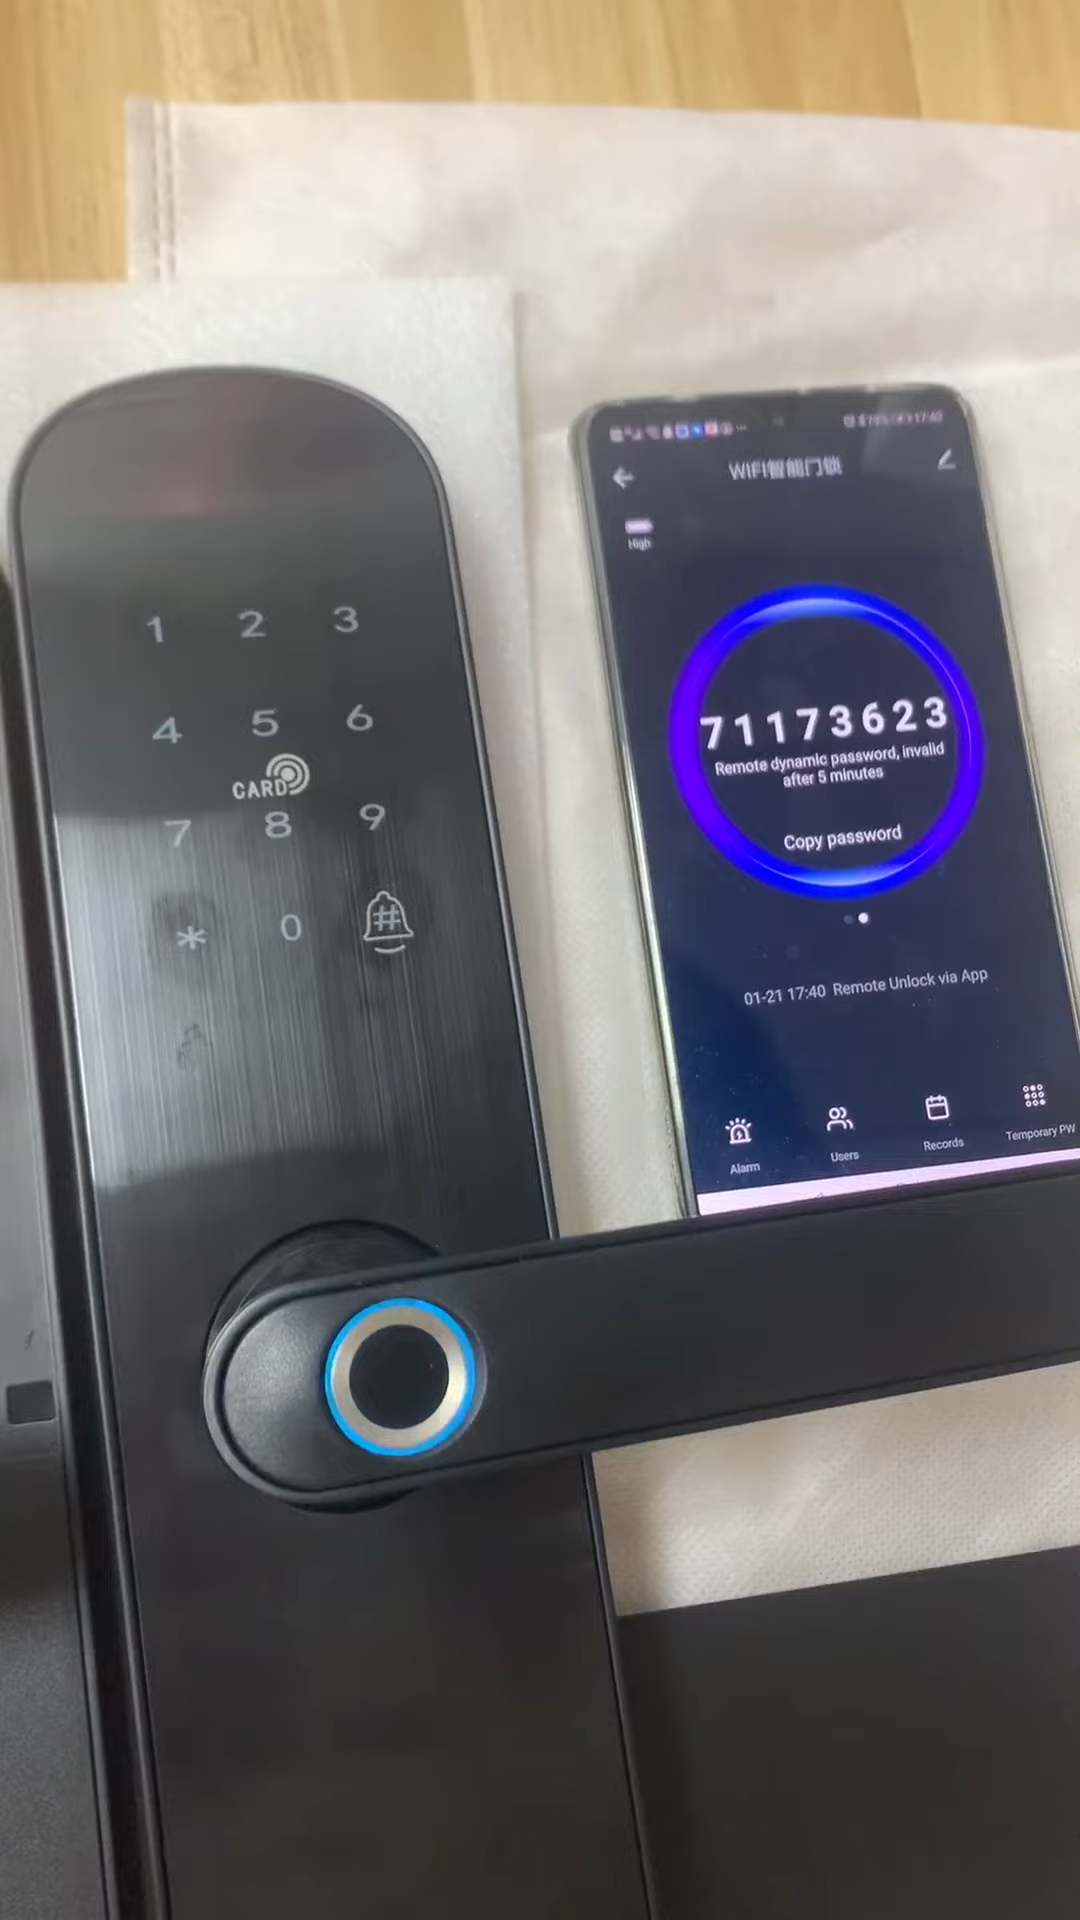 1 2 3
4 5 6
CARD
7 8 9
* 0 #
17:40
WIFI智能门锁
High
71173623
Remote dynamic password, invalid
after 5 minutes
Copy password
01-21 17:40 Remote Unlock via App
Alarm
Users
Records
Temporary PW